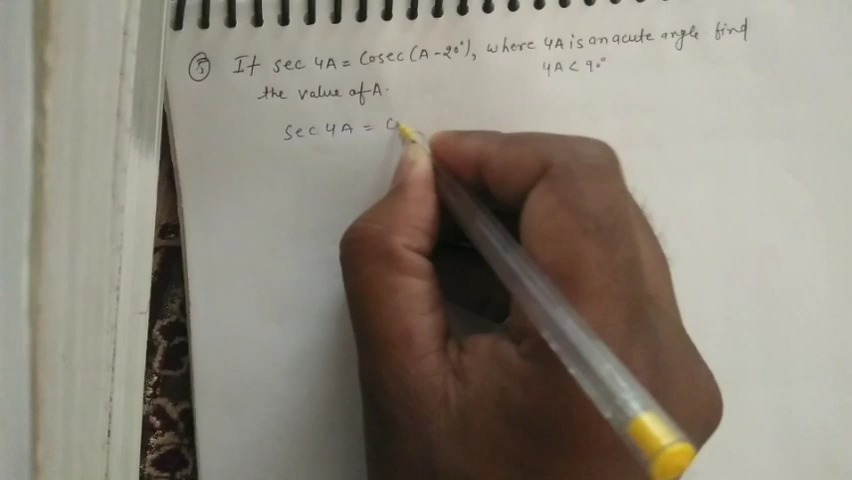 ③ If sec 4A = Cosec(A-20°), where 4A is an acute angle find
4A < 90°
the value of A.
sec 4A = c